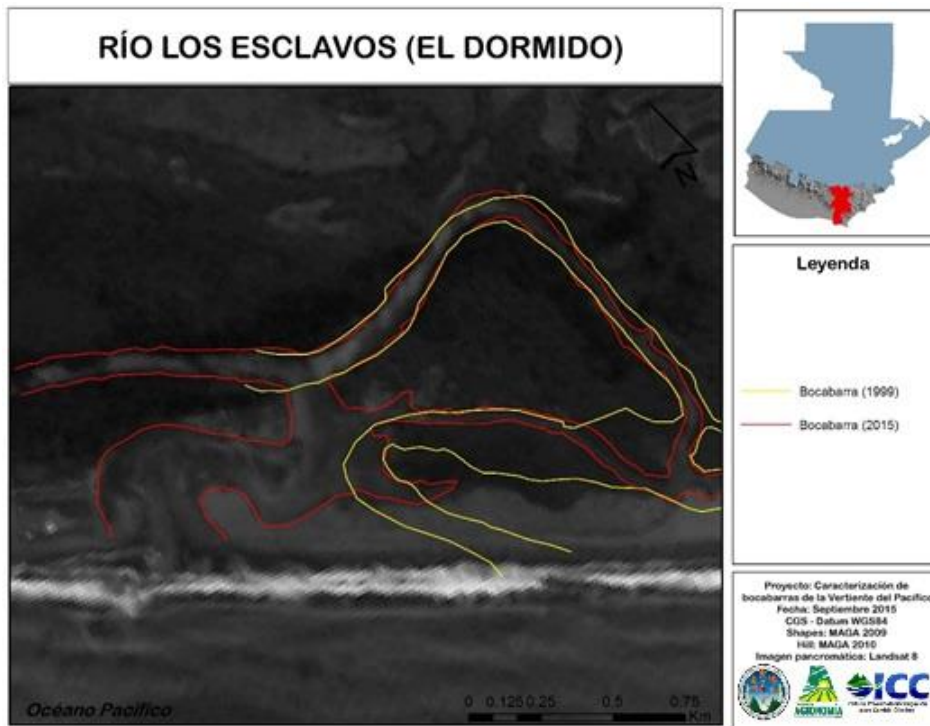 RÍO LOS ESCLAVOS (EL DORMIDO)
N
Océano Pacífico
0 0.125 0.25 0.5 0.75
Km
Leyenda
Bocabarra (1999)
Bocabarra (2015)
Proyecto: Caracterización de
bocabarras de la Vertiente del Pacífico
Fecha: Septiembre 2015
CGS - Datum WGS84
Shapes: MAGA 2009
Hill: MAGA 2010
Imagen pancromática: Landsat 8
AGRONOMIA
ICC